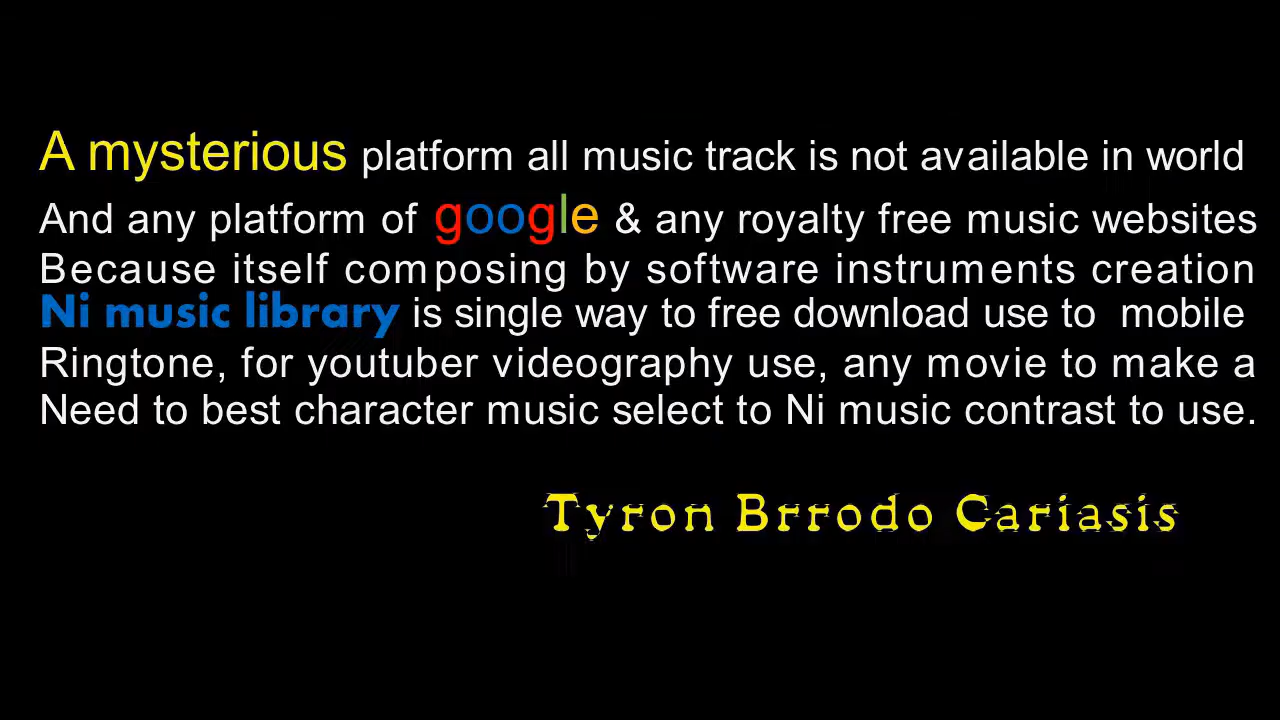 A mysterious platform all music track is not available in world
And any platform of google & any royalty free music websites
Because itself composing by software instruments creation
Ni music library is single way to free download use to mobile
Ringtone, for youtuber videography use, any movie to make a
Need to best character music select to Ni music contrast to use.
Tyron Brrodo Cariasis